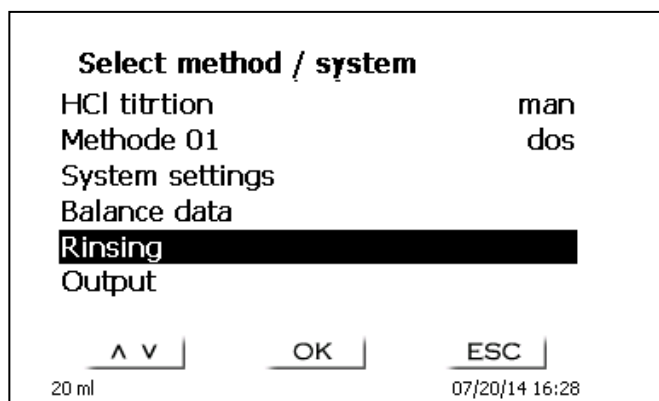 Select method / system
HCl titrtion man
Methode 01 dos
System settings
Balance data
Rinsing
Output
∧ ∨ OK ESC
20 ml 07/20/14 16:28